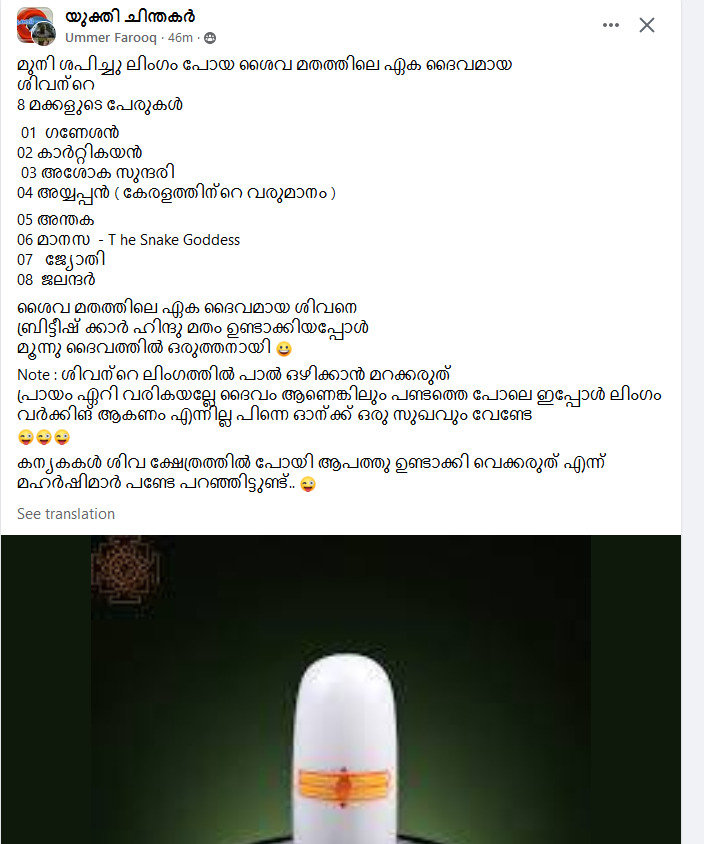 യുക്തി ചിന്തകർ
Ummer Farooq · 46m ·
മുനി ശപിച്ചു ലിംഗം പോയ ശൈവ മതത്തിലെ ഏക ദൈവമായ
ശിവന്റെ
8 മക്കളുടെ പേരുകൾ
01 ഗണേശൻ
02 കാർറ്റികയൻ
03 അശോക സുന്ദരി
04 അയ്യപ്പൻ ( കേരളത്തിന്റെ വരുമാനം )
05 അന്തക
06 മാനസ - T he Snake Goddess
07 ജ്യോതി
08 ജലന്ദർ
ശൈവ മതത്തിലെ ഏക ദൈവമായ ശിവനെ
ബ്രിട്ടീഷ് ക്കാർ ഹിന്ദു മതം ഉണ്ടാക്കിയപ്പോൾ
മൂന്നു ദൈവത്തിൽ ഒരുത്തനായി 😀
Note : ശിവന്റെ ലിംഗത്തിൽ പാൽ ഒഴിക്കാൻ മറക്കരുത്
പ്രായം ഏറി വരികയല്ലേ ദൈവം ആണെങ്കിലും പണ്ടത്തെ പോലെ ഇപ്പോൾ ലിംഗം
വർക്കിങ് ആകണം എന്നില്ല പിന്നെ ഓന്ക്ക് ഒരു സുഖവും വേണ്ടേ
😜😜😜
കന്യകകൾ ശിവ ക്ഷേത്രത്തിൽ പോയി ആപത്തു ഉണ്ടാക്കി വെക്കരുത് എന്ന്
മഹർഷിമാർ പണ്ടേ പറഞ്ഞിട്ടുണ്ട്.. 😜
See translation